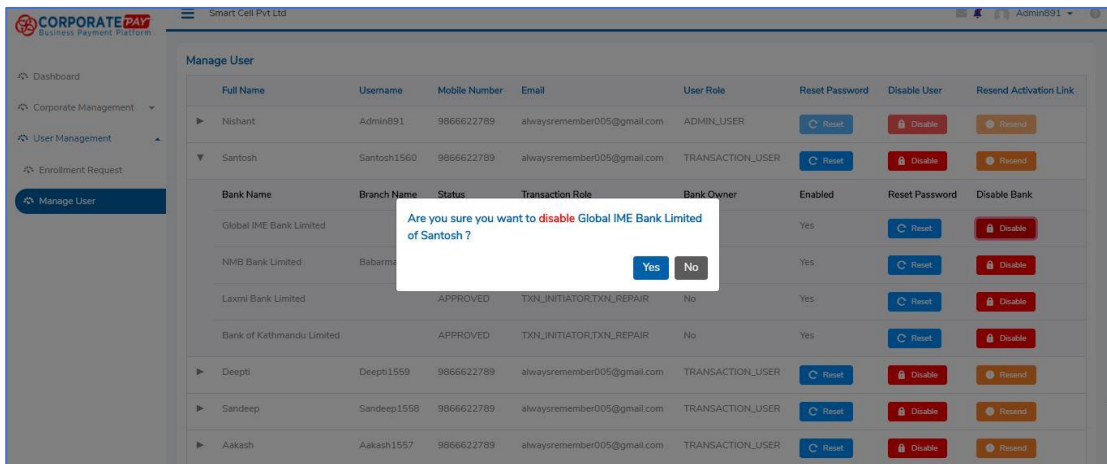 CORPORATE PAY
Business Payment Platform
Smart Cell Pvt Ltd
Admin891
Dashboard
Corporate Management
User Management
Enrollment Request
Manage User
Manage User
Full Name Username Mobile Number Email User Role Reset Password Disable User Resend Activation Link
Nishant Admin891 9866622789 alwaysremember005@gmail.com ADMIN_USER Reset Disable Resend
Santosh Santosh1560 9866622789 alwaysremember005@gmail.com TRANSACTION_USER Reset Disable Resend
Bank Name Branch Name Status Transaction Role Bank Owner Enabled Reset Password Disable Bank
Global IME Bank Limited Yes Reset Disable
NMB Bank Limited Yes Reset Disable
Laxmi Bank Limited APPROVED TXN_INITIATOR,TXN_REPAIR No Yes Reset Disable
Bank of Kathmandu Limited APPROVED TXN_INITIATOR,TXN_REPAIR No Yes Reset Disable
Deepti Deepti1559 9866622789 alwaysremember005@gmail.com TRANSACTION_USER Reset Disable Resend
Sandeep Sandeep1558 9866622789 alwaysremember005@gmail.com TRANSACTION_USER Reset Disable Resend
Aakash Aakash1557 9866622789 alwaysremember005@gmail.com TRANSACTION_USER Reset Disable Resend
Are you sure you want to disable Global IME Bank Limited
of Santosh ?
Yes No